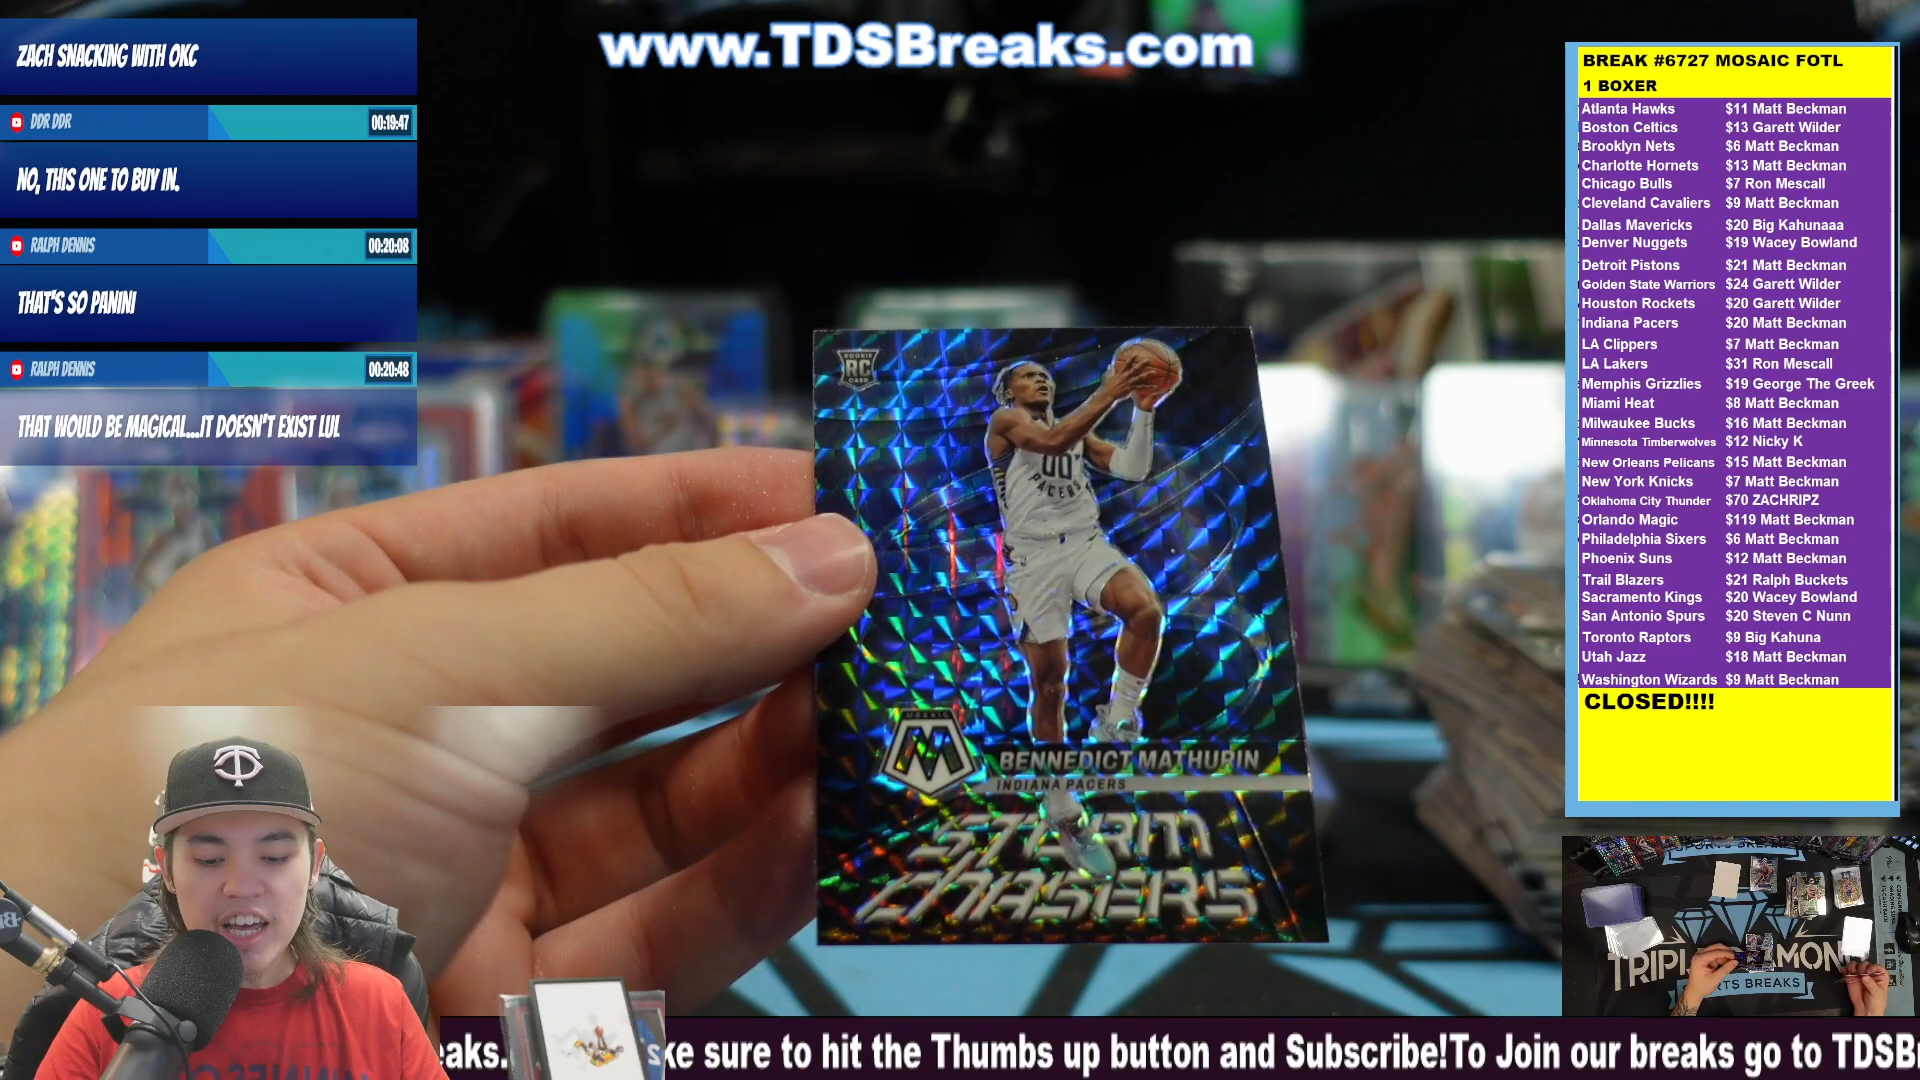 www.TDSBreaks.com
ZACH SNACKING WITH OKC
DDR DDR 00:19:47
NO, THIS ONE TO BUY IN.
RALPH DENNIS 00:20:08
THAT'S SO PANINI
RALPH DENNIS 00:20:48
THAT WOULD BE MAGICAL...IT DOESN'T EXIST LUL
ROOKIE
RC
CARD
00
PACERS
MOSAIC
M
BENNEDICT MATHURIN
INDIANA PACERS
STORM
CHASERS
BREAK #6727 MOSAIC FOTL
1 BOXER
Atlanta Hawks $11 Matt Beckman
Boston Celtics $13 Garett Wilder
Brooklyn Nets $6 Matt Beckman
Charlotte Hornets $13 Matt Beckman
Chicago Bulls $7 Ron Mescall
Cleveland Cavaliers $9 Matt Beckman
Dallas Mavericks $20 Big Kahunaaa
Denver Nuggets $19 Wacey Bowland
Detroit Pistons $21 Matt Beckman
Golden State Warriors $24 Garett Wilder
Houston Rockets $20 Garett Wilder
Indiana Pacers $20 Matt Beckman
LA Clippers $7 Matt Beckman
LA Lakers $31 Ron Mescall
Memphis Grizzlies $19 George The Greek
Miami Heat $8 Matt Beckman
Milwaukee Bucks $16 Matt Beckman
Minnesota Timberwolves $12 Nicky K
New Orleans Pelicans $15 Matt Beckman
New York Knicks $7 Matt Beckman
Oklahoma City Thunder $70 ZACHRIPZ
Orlando Magic $119 Matt Beckman
Philadelphia Sixers $6 Matt Beckman
Phoenix Suns $12 Matt Beckman
Trail Blazers $21 Ralph Buckets
Sacramento Kings $20 Wacey Bowland
San Antonio Spurs $20 Steven C Nunn
Toronto Raptors $9 Big Kahuna
Utah Jazz $18 Matt Beckman
Washington Wizards $9 Matt Beckman
CLOSED!!!!
TC
SPORTS BREAKS
eaks. ke sure to hit the Thumbs up button and Subscribe!To Join our breaks go to TDSB